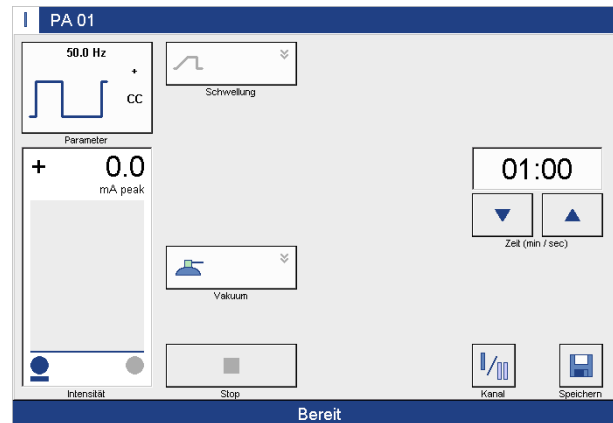 I PA 01
50.0 Hz
+
CC
Parameter
Schwellung
+ 0.0
mA peak
01:00
Zeit (min / sec)
Vakuum
Intensität
Stop
I/II
Kanal
Speichern
Bereit